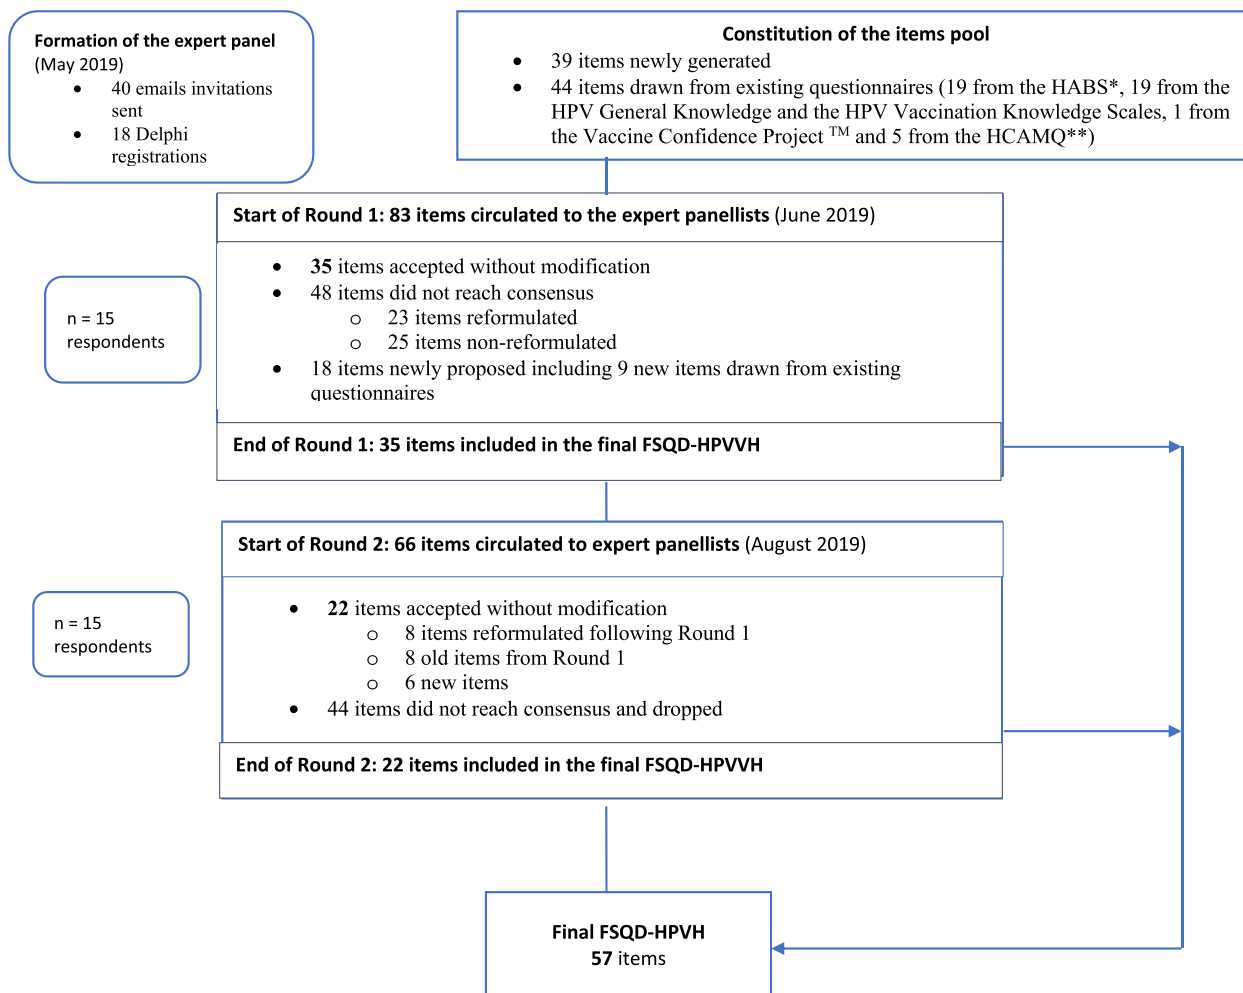 Formation of the expert panel
(May 2019)
• 40 emails invitations
sent
• 18 Delphi
registrations
Constitution of the items pool
• 39 items newly generated
• 44 items drawn from existing questionnaires (19 from the HABS*, 19 from the
HPV General Knowledge and the HPV Vaccination Knowledge Scales, 1 from
the Vaccine Confidence Project TM and 5 from the HCAMQ**)
Start of Round 1: 83 items circulated to the expert panellists (June 2019)
• 35 items accepted without modification
• 48 items did not reach consensus
o 23 items reformulated
o 25 items non-reformulated
• 18 items newly proposed including 9 new items drawn from existing
questionnaires
n = 15
respondents
End of Round 1: 35 items included in the final FSQD-HPVVH
Start of Round 2: 66 items circulated to expert panellists (August 2019)
• 22 items accepted without modification
o 8 items reformulated following Round 1
o 8 old items from Round 1
o 6 new items
• 44 items did not reach consensus and dropped
n = 15
respondents
End of Round 2: 22 items included in the final FSQD-HPVVH
Final FSQD-HPVH
57 items